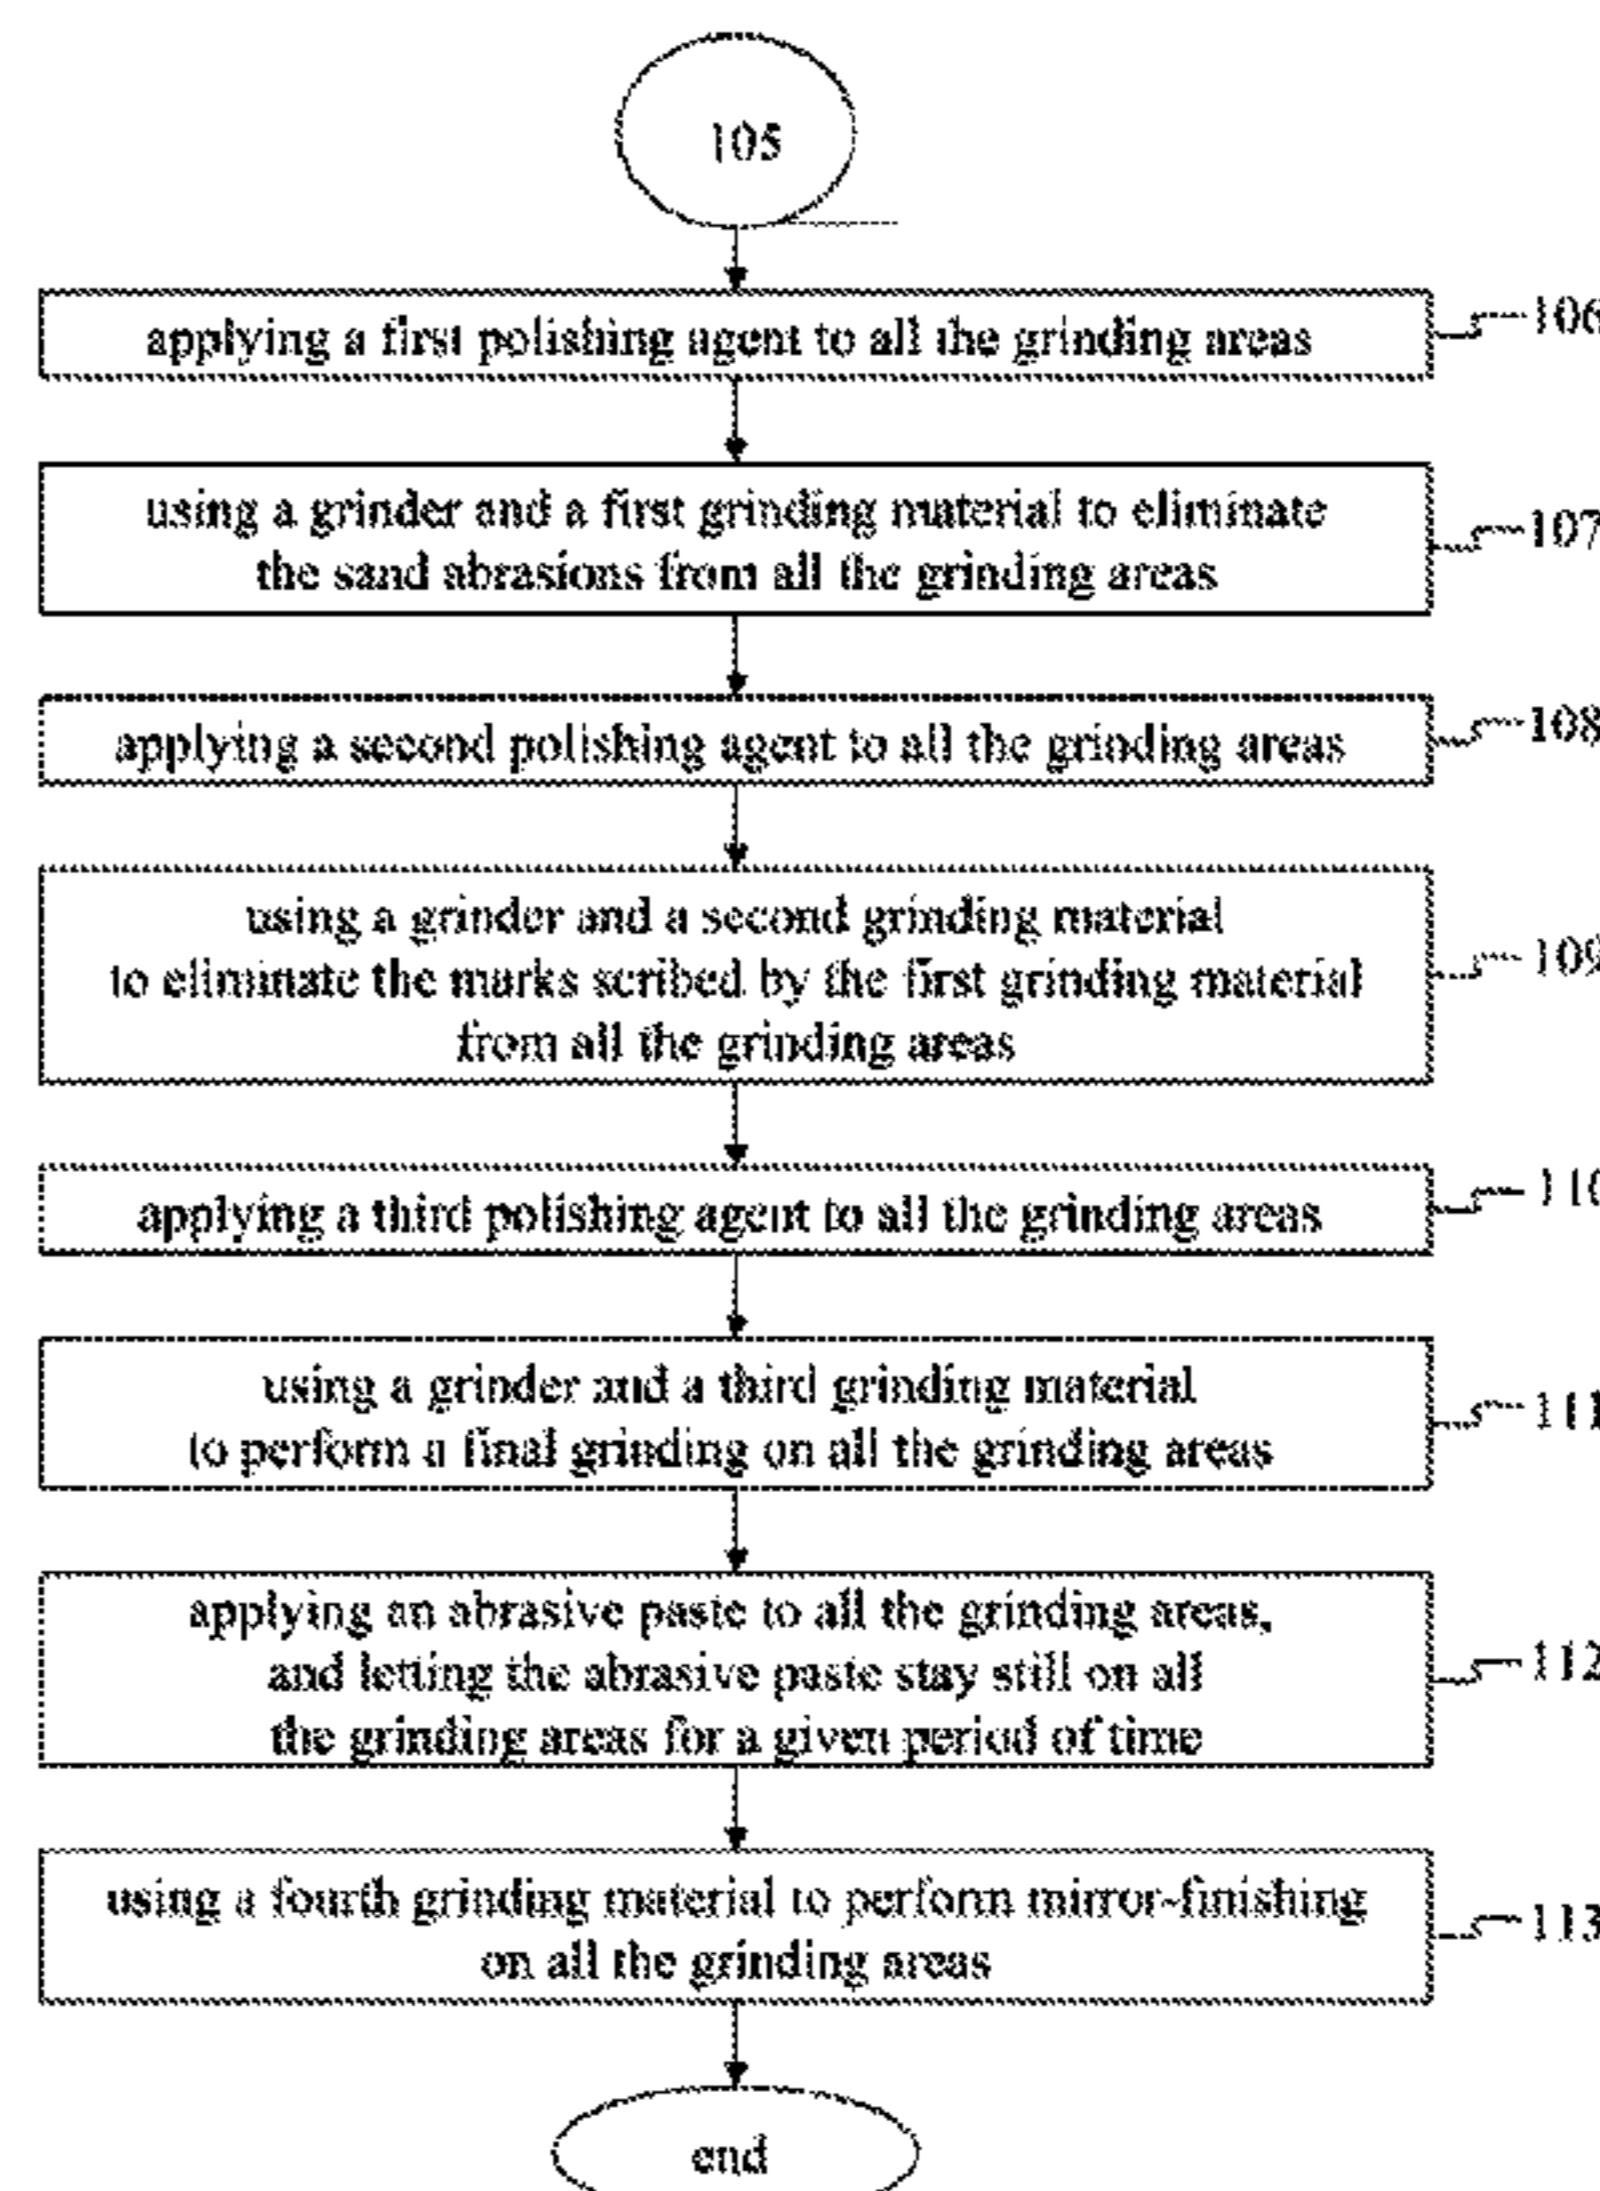 105
applying a first polishing agent to all the grinding areas
106
using a grinder and a first grinding material to eliminate
the sand abrasions from all the grinding areas
107
applying a second polishing agent to all the grinding areas
108
using a grinder and a second grinding material
to eliminate the marks scribed by the first grinding material
from all the grinding areas
109
applying a third polishing agent to all the grinding areas
110
using a grinder and a third grinding material
to perform a final grinding on all the grinding areas
111
applying an abrasive paste to all the grinding areas,
and letting the abrasive paste stay still on all
the grinding areas for a given period of time
112
using a fourth grinding material to perform mirror-finishing
on all the grinding areas
113
end